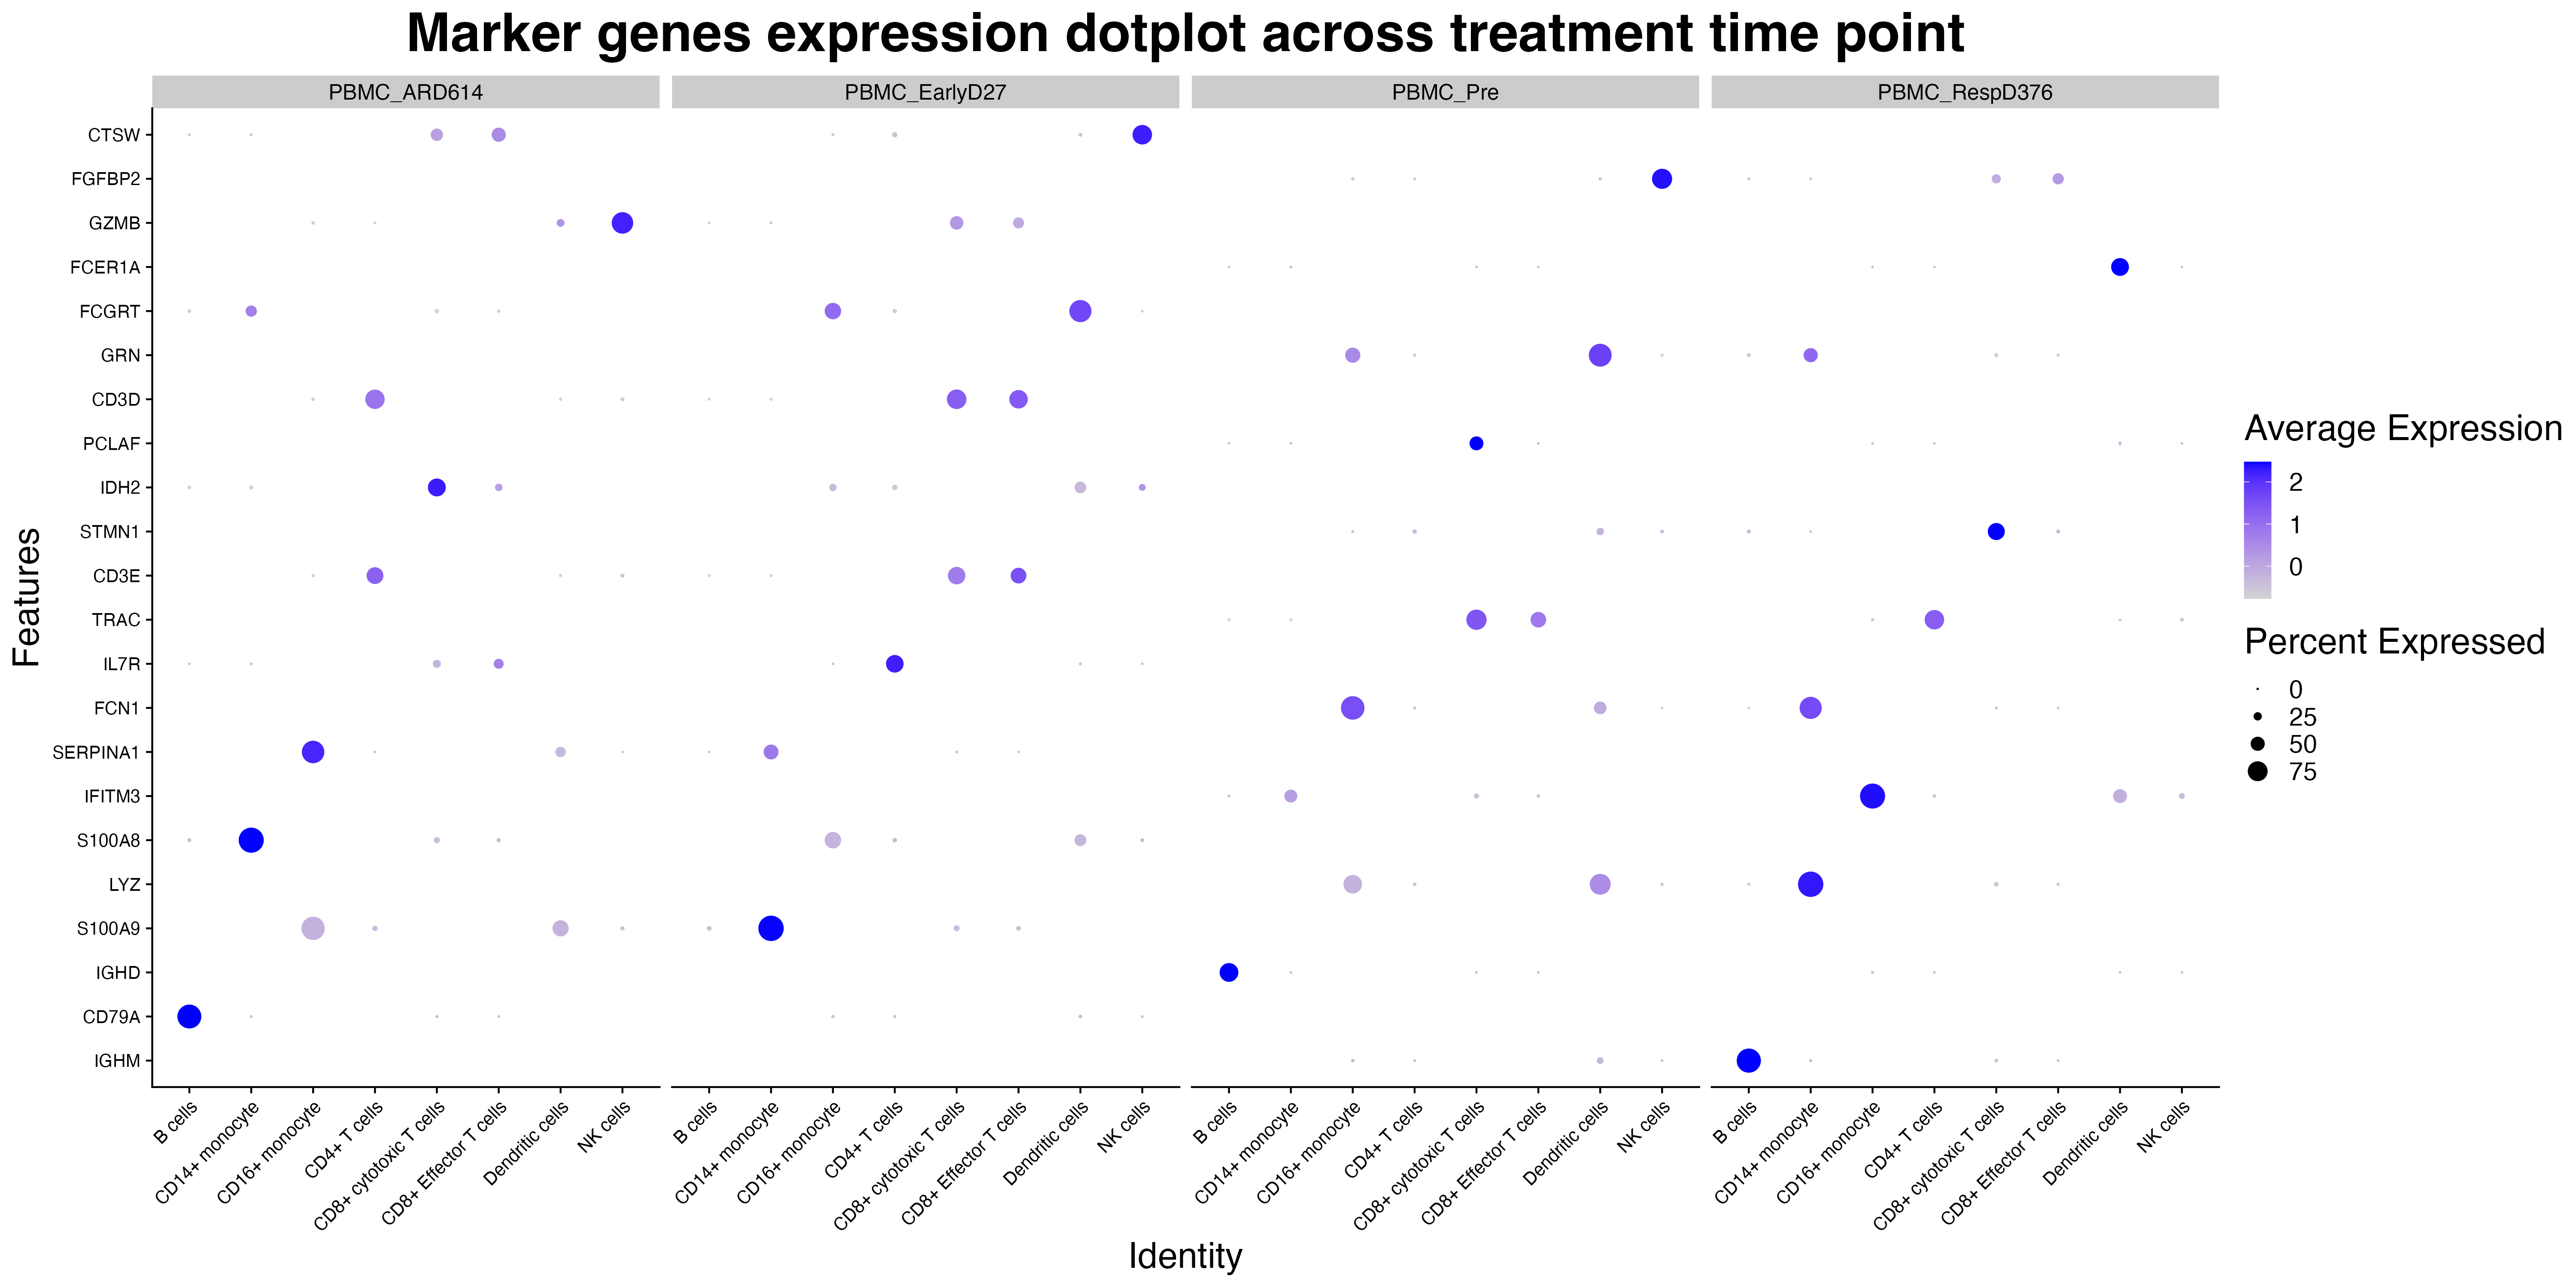 Marker genes expression dotplot across treatment time point
PBMC_ARD614
PBMC_EarlyD27
PBMC_Pre
PBMC_RespD376
Features
CTSW
FGFBP2
GZMB
FCER1A
FCGRT
GRN
CD3D
PCLAF
IDH2
STMN1
CD3E
TRAC
IL7R
FCN1
SERPINA1
IFITM3
S100A8
LYZ
S100A9
IGHD
CD79A
IGHM
B cells
CD14+ monocyte
CD16+ monocyte
CD4+ T cells
CD8+ cytotoxic T cells
CD8+ Effector T cells
Dendritic cells
NK cells
B cells
CD14+ monocyte
CD16+ monocyte
CD4+ T cells
CD8+ cytotoxic T cells
CD8+ Effector T cells
Dendritic cells
NK cells
B cells
CD14+ monocyte
CD16+ monocyte
CD4+ T cells
CD8+ cytotoxic T cells
CD8+ Effector T cells
Dendritic cells
NK cells
B cells
CD14+ monocyte
CD16+ monocyte
CD4+ T cells
CD8+ cytotoxic T cells
CD8+ Effector T cells
Dendritic cells
NK cells
Identity
Average Expression
2
1
0
Percent Expressed
0
25
50
75